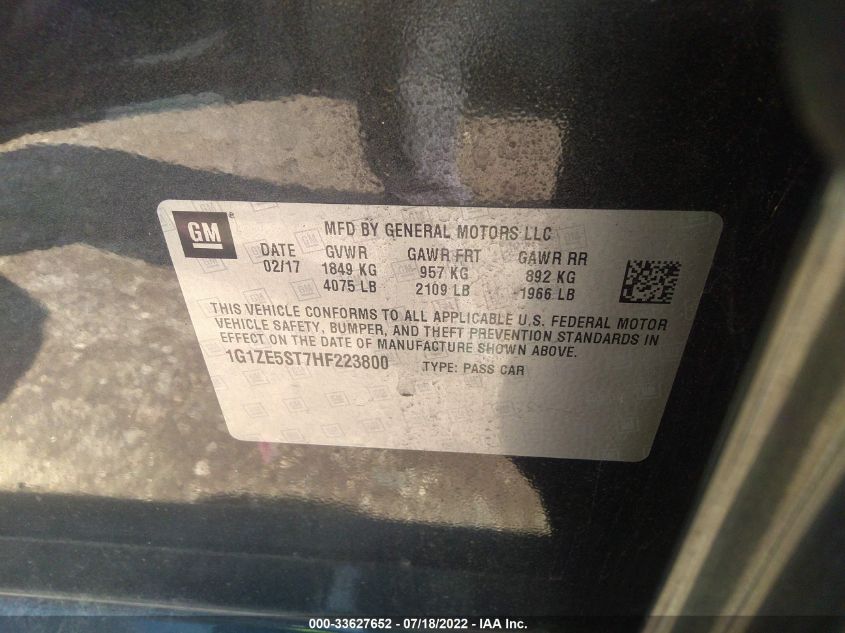 GM
MFD BY GENERAL MOTORS LLC
DATE GVWR GAWR FRT GAWR RR
02/17 1849 KG 957 KG 892 KG
4075 LB 2109 LB 1966 LB
THIS VEHICLE CONFORMS TO ALL APPLICABLE U.S. FEDERAL MOTOR
VEHICLE SAFETY, BUMPER, AND THEFT PREVENTION STANDARDS IN
EFFECT ON THE DATE OF MANUFACTURE SHOWN ABOVE.
1G1ZE5ST7HF223800 TYPE: PASS CAR
000-33627652 - 07/18/2022 - IAA Inc.